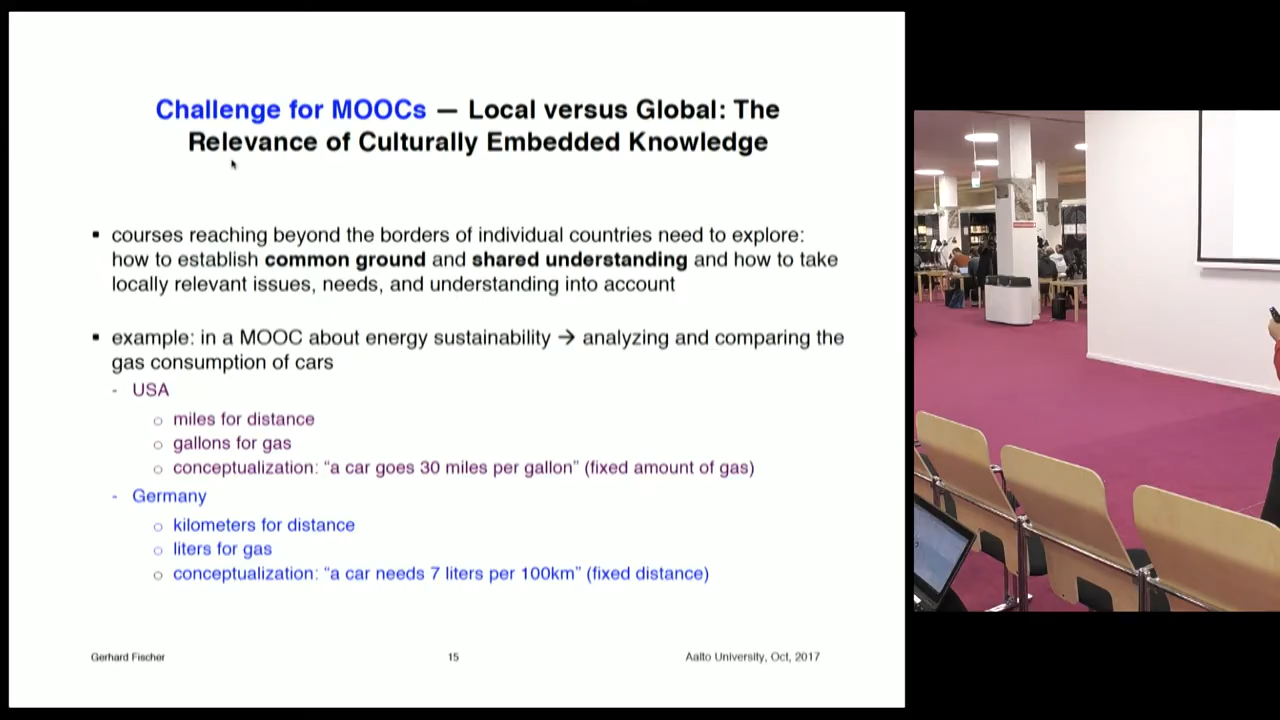 Challenge for MOOCs — Local versus Global: The
Relevance of Culturally Embedded Knowledge
▪ courses reaching beyond the borders of individual countries need to explore:
how to establish common ground and shared understanding and how to take
locally relevant issues, needs, and understanding into account
▪ example: in a MOOC about energy sustainability → analyzing and comparing the
gas consumption of cars
- USA
○ miles for distance
○ gallons for gas
○ conceptualization: “a car goes 30 miles per gallon” (fixed amount of gas)
- Germany
○ kilometers for distance
○ liters for gas
○ conceptualization: “a car needs 7 liters per 100km” (fixed distance)
Gerhard Fischer
15
Aalto University, Oct, 2017